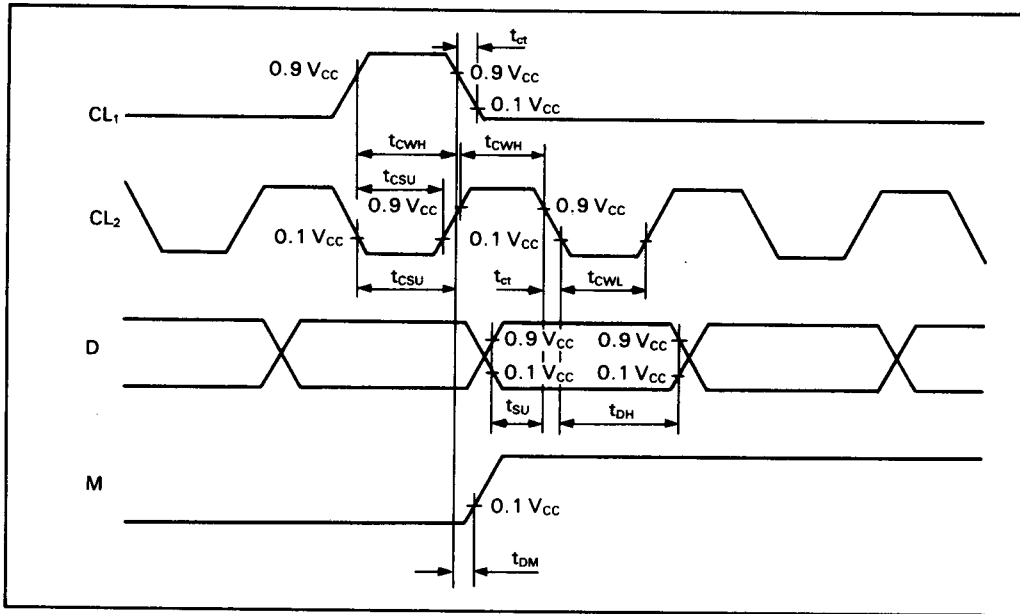 t_ct
0.9 V_CC
0.9 V_CC
0.1 V_CC
CL₁
t_CWH
t_CWH
t_CSU
0.9 V_CC
0.9 V_CC
CL₂
0.1 V_CC
0.1 V_CC
t_CSU
t_ct
t_CWL
D
0.9 V_CC
0.9 V_CC
0.1 V_CC
0.1 V_CC
t_SU
t_DH
M
0.1 V_CC
t_DM